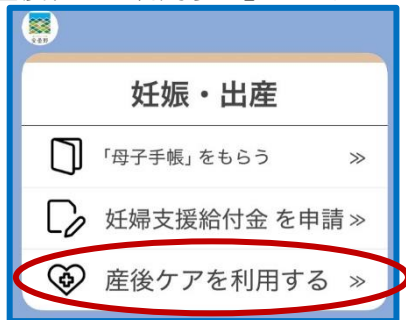 妊娠・出産
「母子手帳」をもらう ≫
妊婦支援給付金 を申請 ≫
産後ケアを利用する ≫